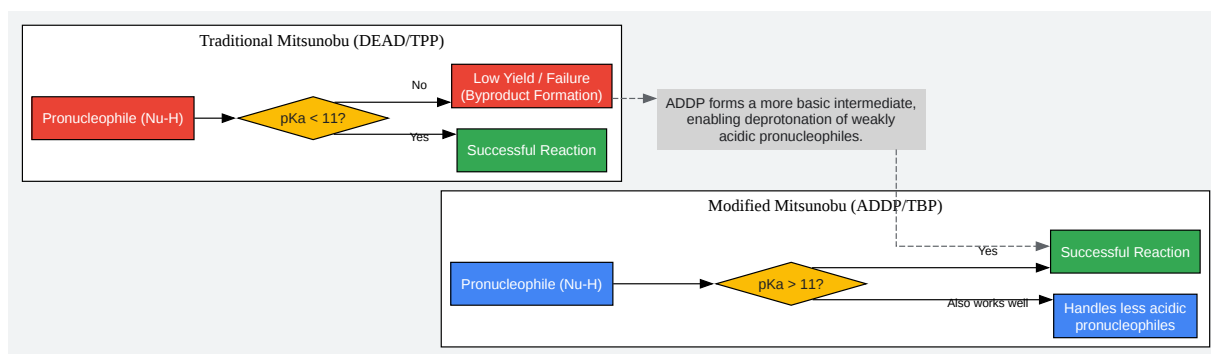 Traditional Mitsunobu (DEAD/TPP)
Pronucleophile (Nu-H)
pKa < 11?
No
Low Yield / Failure
(Byproduct Formation)
Yes
Successful Reaction
ADDP forms a more basic intermediate,
enabling deprotonation of weakly
acidic pronucleophiles.
Modified Mitsunobu (ADDP/TBP)
Pronucleophile (Nu-H)
pKa > 11?
Yes
Successful Reaction
Also works well
Handles less acidic
pronucleophiles